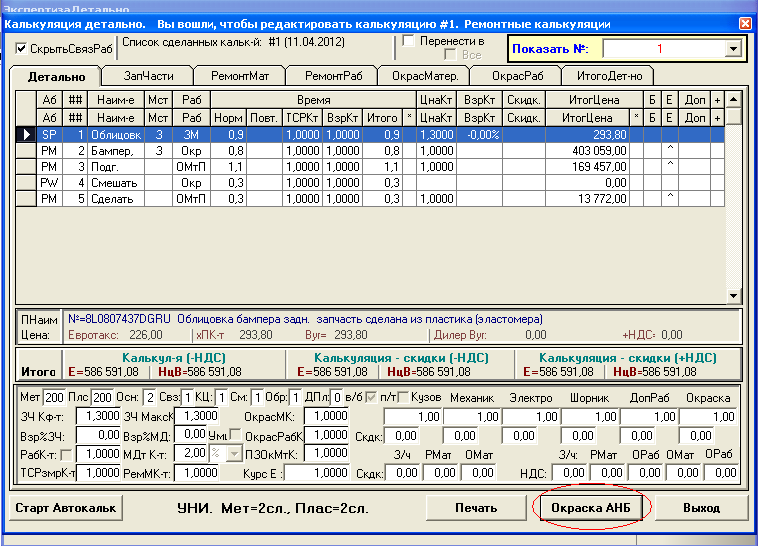 ЭкспертизаДетально.
Калькуляция детально. Вы вошли, чтобы редактировать калькуляцию #1. Ремонтные калькуляции
СкрытьСвязРаб Список сделанных кальк-й: #1 (11.04.2012) Перенести в Все Показать №: 1
Детально ЗапЧасти РемонтМат РемонтРаб ОкрасМатер. ОкрасРаб ИтогоДет-но
Аб ## Наим-е Мст Раб Время ЦнаКт ВзрКт Скидк. ИтогЦена Б Е Доп +
Аб ## Наим-е Мст Раб Норм Повт. ТСРКт ВзрКт Итого * ЦнаКт ВзрКт Скидк. ИтогЦена * Б Е Доп +
SP 1 Облицовк 3 ЗМ 0,9 1,0000 1,0000 0,9 1,3000 -0,00% 293,80
PM 2 Бампер, 3 Окр 0,8 1,0000 1,0000 0,8 1,0000 403 059,00 ^
PM 3 Подг. ОМтП 1,1 1,0000 1,0000 1,1 1,0000 169 457,00 ^
PW 4 Смешать Окр 0,3 1,0000 1,0000 0,3 0,00
PM 5 Сделать ОМтП 0,3 1,0000 1,0000 0,3 1,0000 13 772,00 ^
ПНаим №=8L0807437DGRU Облицовка бампера задн. запчасть сделана из пластика (эластомера)
Цена: Евротакс: 226,00 хПК-т 293,80 Вуг= 293,80 Дилер Вуг: 0,00 +НДС: 0,00
Калькул-я (-НДС) Калькуляция - скидки (-НДС) Калькуляция - скидки (+НДС)
Итого Е=586 591,08 НцВ=586 591,08 Е=586 591,08 НцВ=586 591,08 Е=586 591,08 НцВ=586 591,08
Мет 200 Плс 200 Осн: 2 Свз: 1 КЦ: 1 См: 1 Обр: 1 ДПл: 0 в/б п/т Кузов Механик Электро Шорник ДопРаб Окраска
ЗЧ Кф-т: 1,3000 ЗЧ МаксК 1,3000 ОкрасМК: 1,0000 1,00 1,00 1,00 1,00 1,00 1,00
Взр%ЗЧ: 0,00 Взр%МД: 0,00 Умı ОкрасРабК 1,0000 Скдк: 0,00 0,00 0,00 0,00 0,00 0,00
РабК-т: 1,0000 МДт К-т: 2,00 % ПЗОкМтК: 1,0000 З/ч РМат ОМат З/ч: РМат ОРаб ОМат ОРаб
ТСРзмрК-т 1,0000 РемМК-т: 1,0000 Курс Е : 1,0000 Скдк: 0,00 0,00 0,00 НДС: 0,00 0,00 0,00 0,00 0,00
Старт Автокальк УНИ. Мет=2сл., Плас=2сл. Печать Окраска АНБ Выход